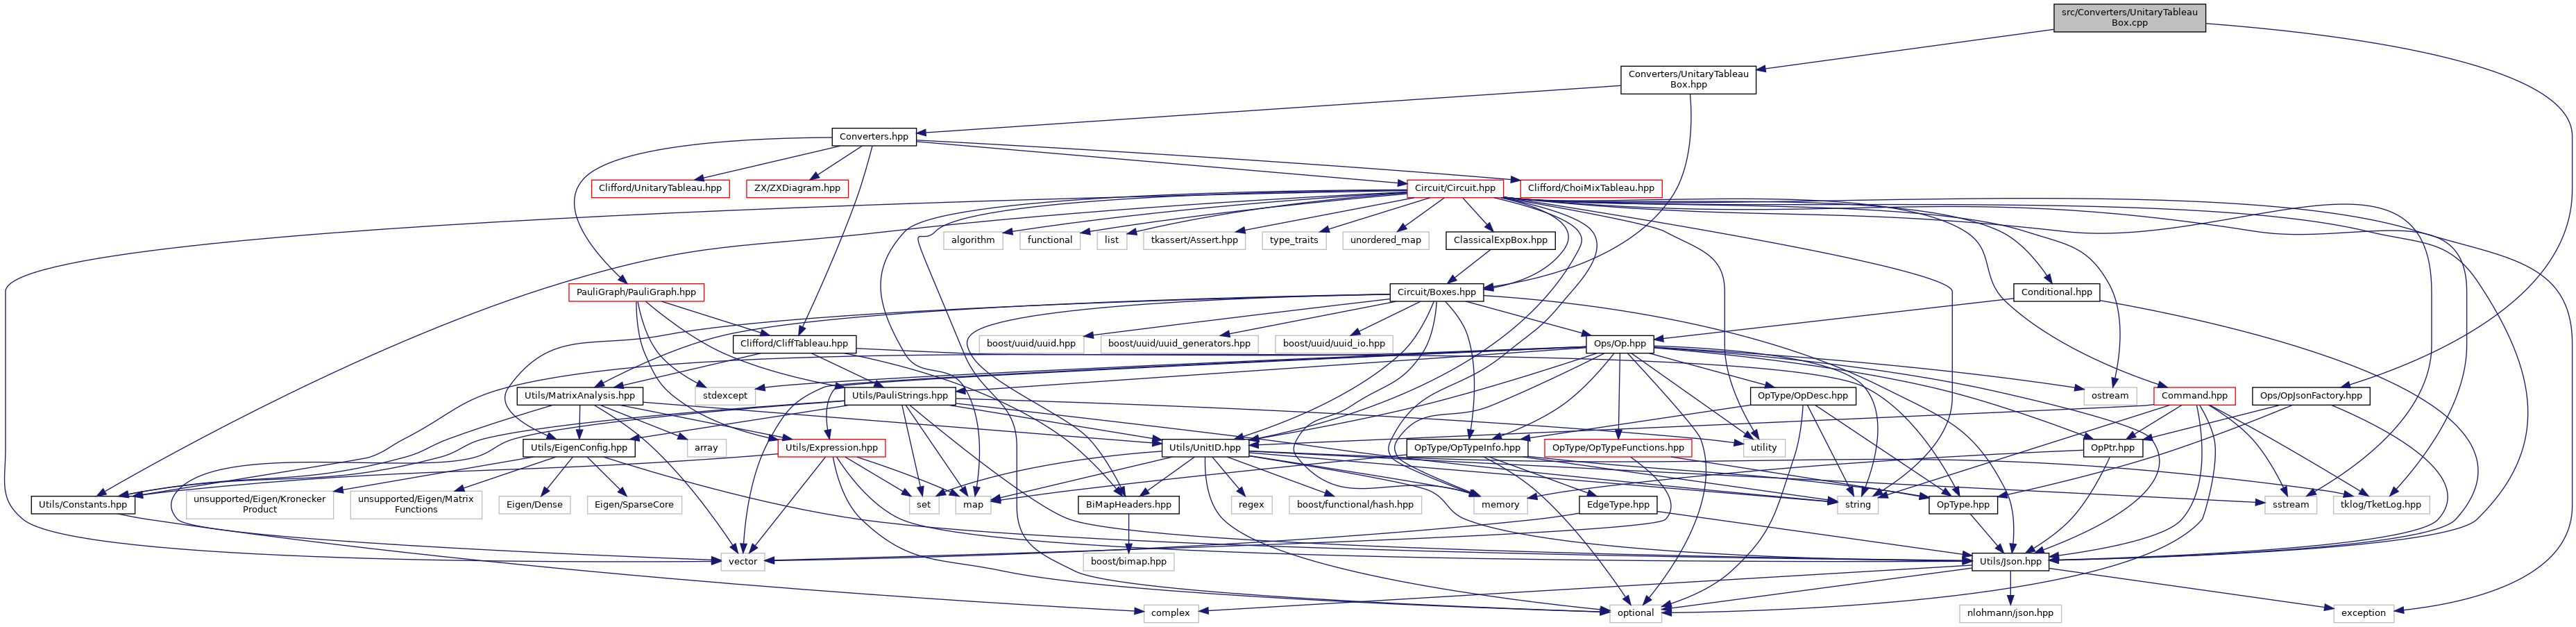 src/Converters/UnitaryTableau
Box.cpp
Converters/UnitaryTableau
Box.hpp
Converters.hpp
Clifford/UnitaryTableau.hpp
ZX/ZXDiagram.hpp
Circuit/Circuit.hpp
Clifford/ChoiMixTableau.hpp
algorithm
functional
list
tkassert/Assert.hpp
type_traits
unordered_map
ClassicalExpBox.hpp
PauliGraph/PauliGraph.hpp
Circuit/Boxes.hpp
Conditional.hpp
Clifford/CliffTableau.hpp
boost/uuid/uuid.hpp
boost/uuid/uuid_generators.hpp
boost/uuid/uuid_io.hpp
Ops/Op.hpp
Utils/MatrixAnalysis.hpp
stdexcept
Utils/PauliStrings.hpp
OpType/OpDesc.hpp
ostream
Command.hpp
Ops/OpJsonFactory.hpp
Utils/EigenConfig.hpp
array
Utils/Expression.hpp
Utils/UnitID.hpp
OpType/OpTypeInfo.hpp
OpType/OpTypeFunctions.hpp
utility
OpPtr.hpp
Utils/Constants.hpp
unsupported/Eigen/Kronecker
Product
unsupported/Eigen/Matrix
Functions
Eigen/Dense
Eigen/SparseCore
set
map
BiMapHeaders.hpp
regex
boost/functional/hash.hpp
memory
EdgeType.hpp
string
OpType.hpp
sstream
tklog/TketLog.hpp
vector
boost/bimap.hpp
Utils/Json.hpp
complex
optional
nlohmann/json.hpp
exception